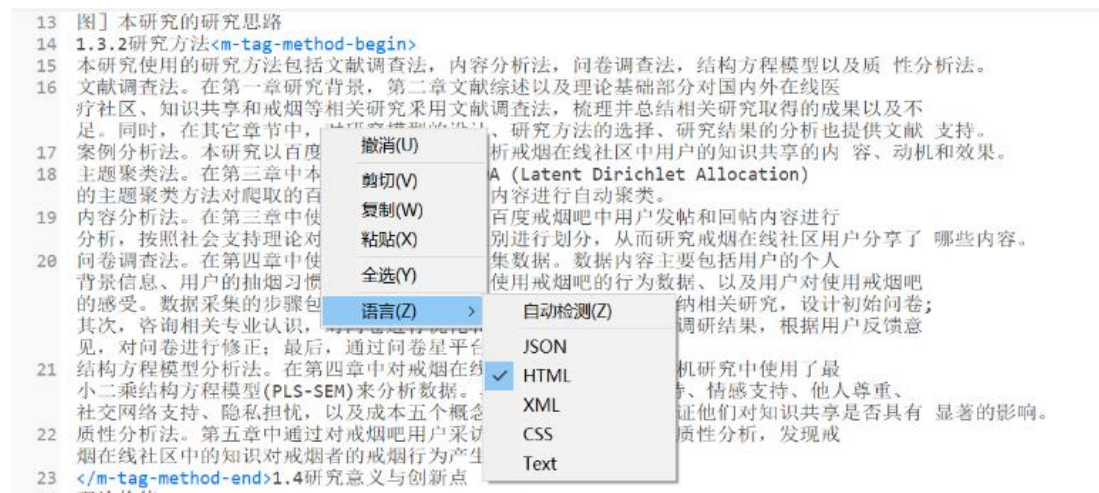 13 图］本研究的研究思路
14 1.3.2研究方法<m-tag-method-begin>
15 本研究使用的研究方法包括文献调查法，内容分析法，问卷调查法，结构方程模型以及质 性分析法。
16 文献调查法。在第一章研究背景，第二章文献综述以及理论基础部分对国内外在线医
疗社区、知识共享和戒烟等相关研究采用文献调查法，梳理并总结相关研究取得的成果以及不
足。同时，在其它章节中， 、研究方法的选择、研究结果的分析也提供文献 支持。
17 案例分析法。本研究以百度 析戒烟在线社区中用户的知识共享的内 容、动机和效果。
18 主题聚类法。在第三章中本 A (Latent Dirichlet Allocation)
的主题聚类方法对爬取的百 内容进行自动聚类。
19 内容分析法。在第三章中使 百度戒烟吧中用户发帖和回帖内容进行
分析，按照社会支持理论对 别进行划分，从而研究戒烟在线社区用户分享了 哪些内容。
20 问卷调查法。在第四章中使 集数据。数据内容主要包括用户的个人
背景信息、用户的抽烟习惯 使用戒烟吧的行为数据、以及用户对使用戒烟吧
的感受。数据采集的步骤包 纳相关研究，设计初始问卷；
其次，咨询相关专业认识， 调研结果，根据用户反馈意
见，对问卷进行修正；最后，通过问卷星平台
21 结构方程模型分析法。在第四章中对戒烟在线 机研究中使用了最
小二乘结构方程模型(PLS-SEM)来分析数据。 、情感支持、他人尊重、
社交网络支持、隐私担忧，以及成本五个概念 证他们对知识共享是否具有 显著的影响。
22 质性分析法。第五章中通过对戒烟吧用户采访 质性分析，发现戒
烟在线社区中的知识对戒烟者的戒烟行为产生
23 </m-tag-method-end>1.4研究意义与创新点
撤消(U)
剪切(V)
复制(W)
粘贴(X)
全选(Y)
语言(Z)
自动检测(Z)
JSON
HTML
XML
CSS
Text